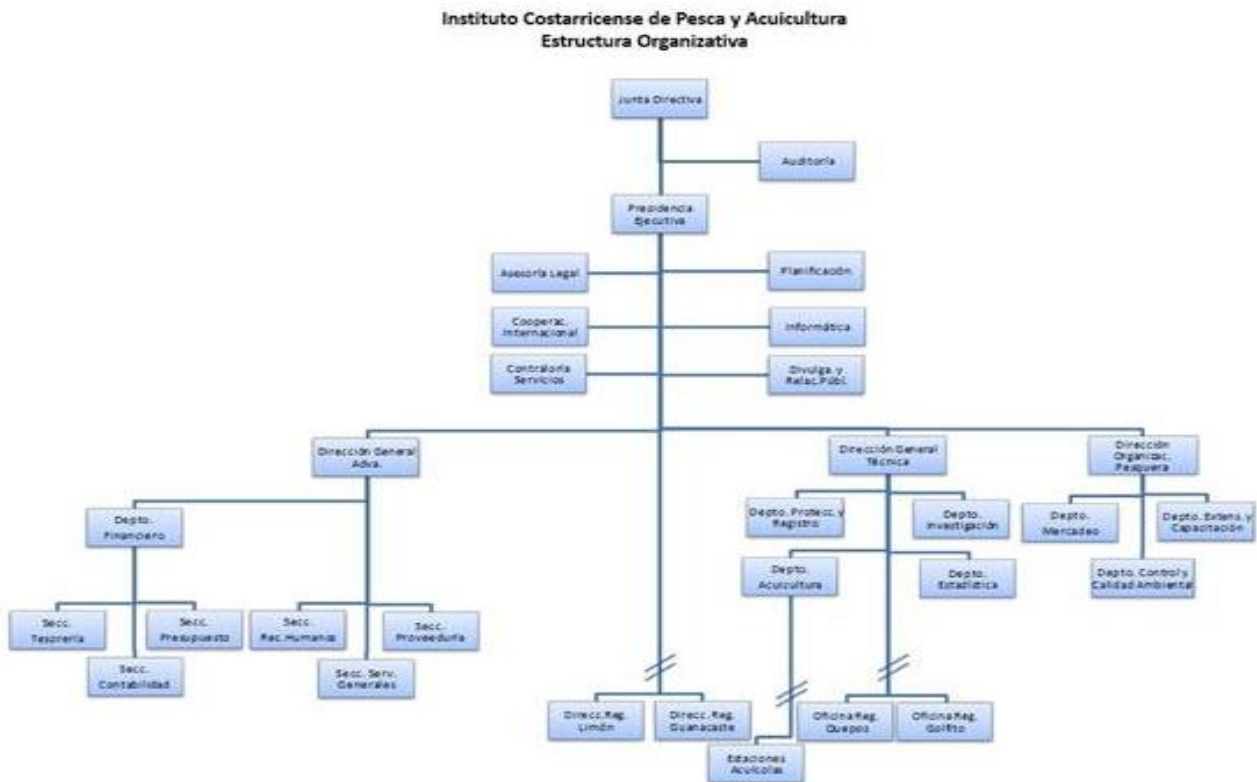 Instituto Costarricense de Pesca y Acuicultura
Estructura Organizativa
Junta Directiva
Auditoría
Presidencia
Ejecutiva
Asesoría Legal
Planificación
Cooperac.
Internacional
Informática
Contraloría
Servicios
Divulga. y
Relac. Públ.
Dirección General
Adva.
Dirección General
Técnica
Dirección
Organizac.
Pesquera
Depto.
Financiero
Depto. Protecc. y
Registro
Depto.
Investigación
Depto.
Mercadeo
Depto. Extens. y
Capacitación
Depto.
Acuicultura
Depto.
Estadística
Depto. Control y
Calidad Ambiental
Secc.
Tesorería
Secc.
Presupuesto
Secc.
Rec. Humanos
Secc.
Proveeduría
Secc.
Contabilidad
Secc. Serv.
Generales
Direcc. Reg.
Limón
Direcc. Reg.
Guanacaste
Oficina Reg.
Quepos
Oficina Reg.
Golfito
Estaciones
Acuícolas